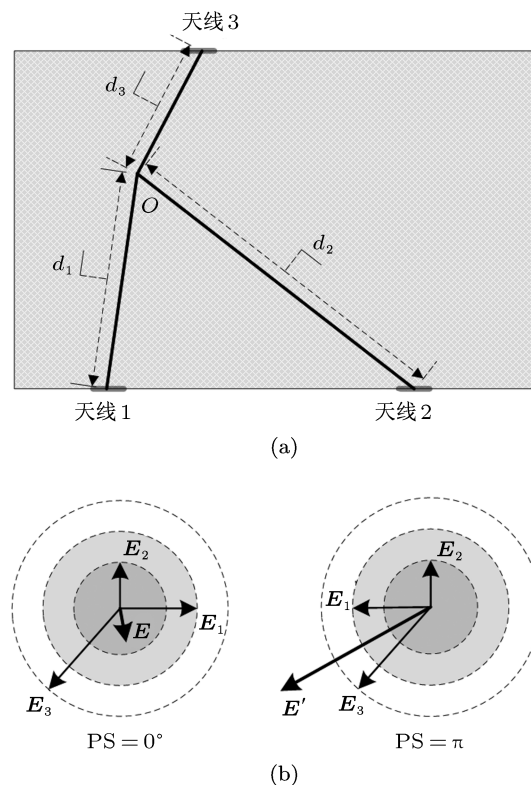 天线3
d₃
O
d₂
d₁
天线1
天线2
(a)
E₂
E₁
E
E₃
PS = 0°
E₂
E₁
E′
E₃
PS = π
(b)